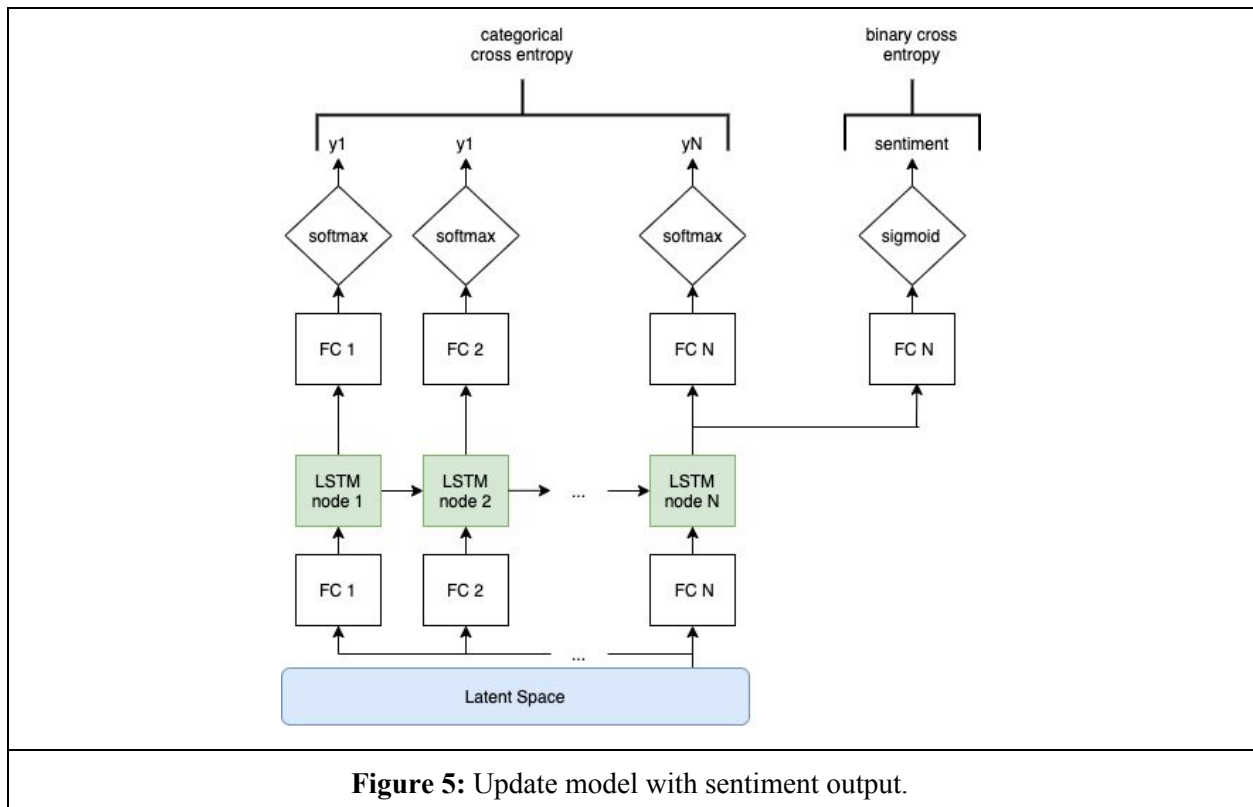 categorical
cross entropy
binary cross
entropy
y1 y1 yN sentiment
softmax softmax softmax sigmoid
FC 1 FC 2 FC N FC N
LSTM
node 1
LSTM
node 2
...
LSTM
node N
FC 1 FC 2 FC N
...
Latent Space
Figure 5: Update model with sentiment output.